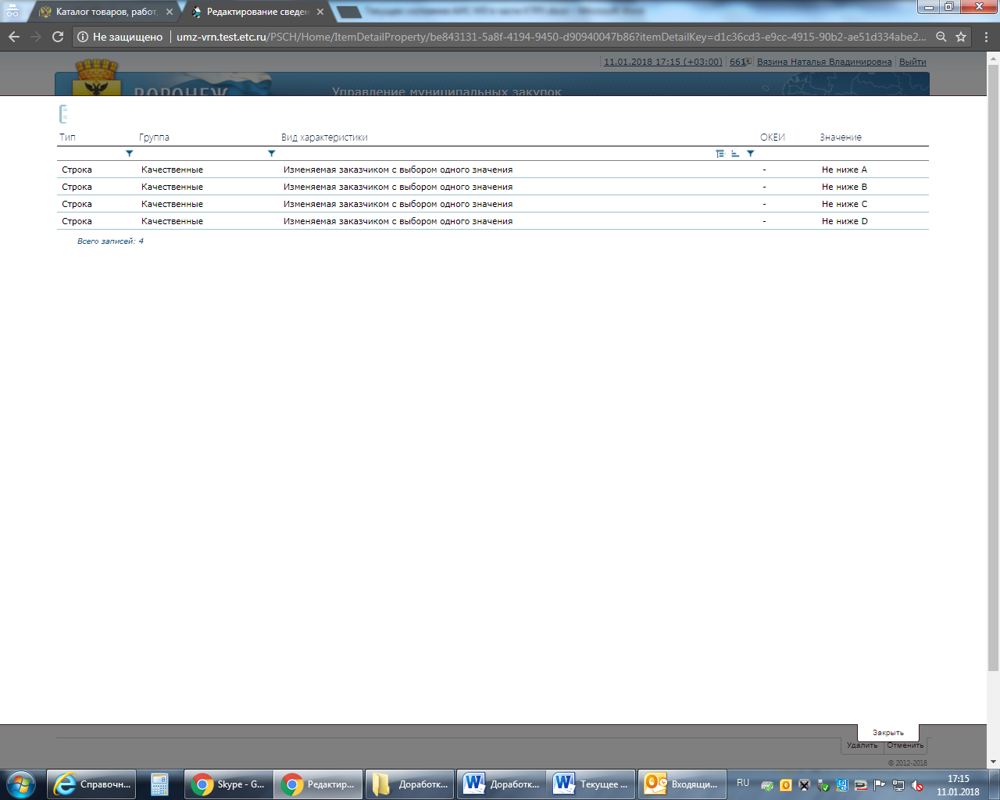 Каталог товаров, работ,
Редактирование сведен
Не защищено
umz-vrn.test.etc.ru/PSCH/Home/ItemDetailProperty/be843131-5a8f-4194-9450-d90940047b86?itemDetailKey=d1c36cd3-e9cc-4915-90b2-ae51d334abe2...
11.01.2018 17:15 (+03:00) 661 Вязина Наталья Владимировна Выйти
ВОРОНЕЖ
Управление муниципальных закупок
Тип Группа Вид характеристики ОКЕИ Значение
Строка Качественные Изменяемая заказчиком с выбором одного значения - Не ниже A
Строка Качественные Изменяемая заказчиком с выбором одного значения - Не ниже B
Строка Качественные Изменяемая заказчиком с выбором одного значения - Не ниже C
Строка Качественные Изменяемая заказчиком с выбором одного значения - Не ниже D
Всего записей: 4
Закрыть
Удалить Отменить
© 2012-2018
Справочн...
Skype - G...
Редактир...
Доработк...
Доработк...
Текущее ...
Входящи...
RU
17:15
11.01.2018